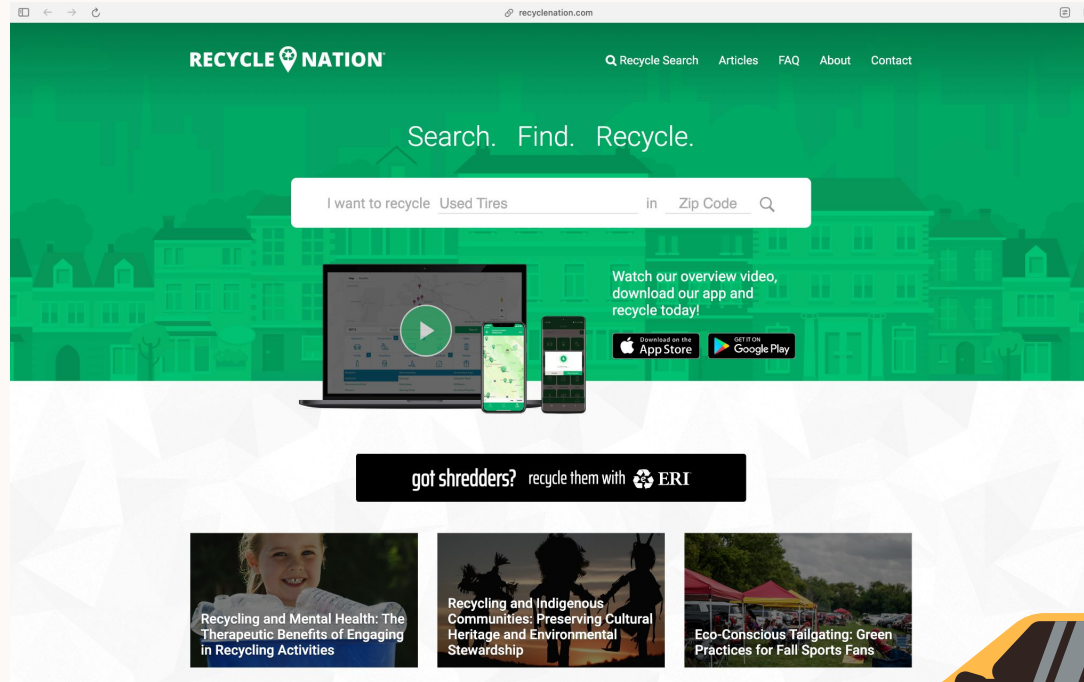 recyclenation.com
RECYCLE NATION
Recycle Search Articles FAQ About Contact
Search. Find. Recycle.
I want to recycle Used Tires in Zip Code
Watch our overview video,
download our app and
recycle today!
Download on the
App Store
GET IT ON
Google Play
got shredders? recycle them with ERI
Recycling and Mental Health: The
Therapeutic Benefits of Engaging
in Recycling Activities
Recycling and Indigenous
Communities: Preserving Cultural
Heritage and Environmental
Stewardship
Eco-Conscious Tailgating: Green
Practices for Fall Sports Fans